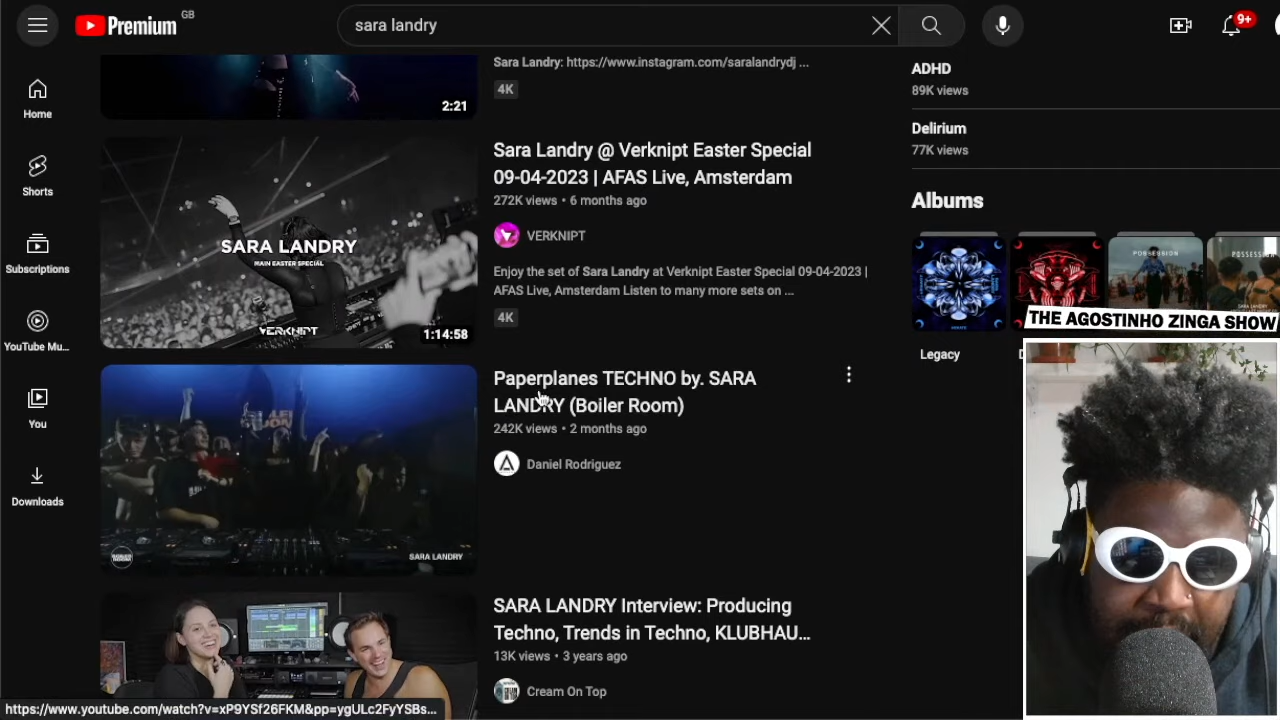 Premium
GB
sara landry
9+
Home
Shorts
Subscriptions
YouTube Mu...
You
Downloads
2:21
Sara Landry: https://www.instagram.com/saralandrydj ...
4K
SARA LANDRY
MAIN EASTER SPECIAL
VERKNIPT
1:14:58
Sara Landry @ Verknipt Easter Special
09-04-2023 | AFAS Live, Amsterdam
272K views • 6 months ago
VERKNIPT
Enjoy the set of Sara Landry at Verknipt Easter Special 09-04-2023 |
AFAS Live, Amsterdam Listen to many more sets on ...
4K
SARA LANDRY
Paperplanes TECHNO by. SARA
LANDRY (Boiler Room)
242K views • 2 months ago
Daniel Rodriguez
SARA LANDRY Interview: Producing
Techno, Trends in Techno, KLUBHAU...
13K views • 3 years ago
Cream On Top
https://www.youtube.com/watch?v=xP9YSf26FKM&pp=ygULc2FyYSBs...
ADHD
89K views
Delirium
77K views
Albums
POSSESSION
Legacy
THE AGOSTINHO ZINGA SHOW